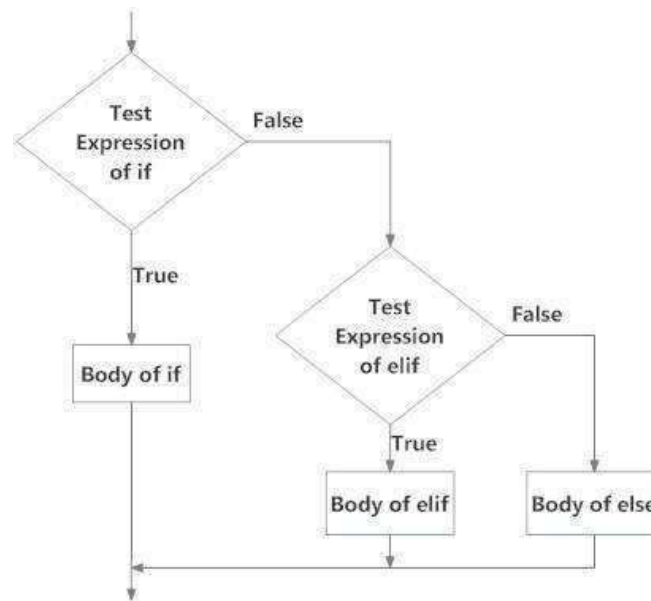 Test
Expression
of if
False
True
Body of if
Test
Expression
of elif
False
True
Body of elif
Body of else